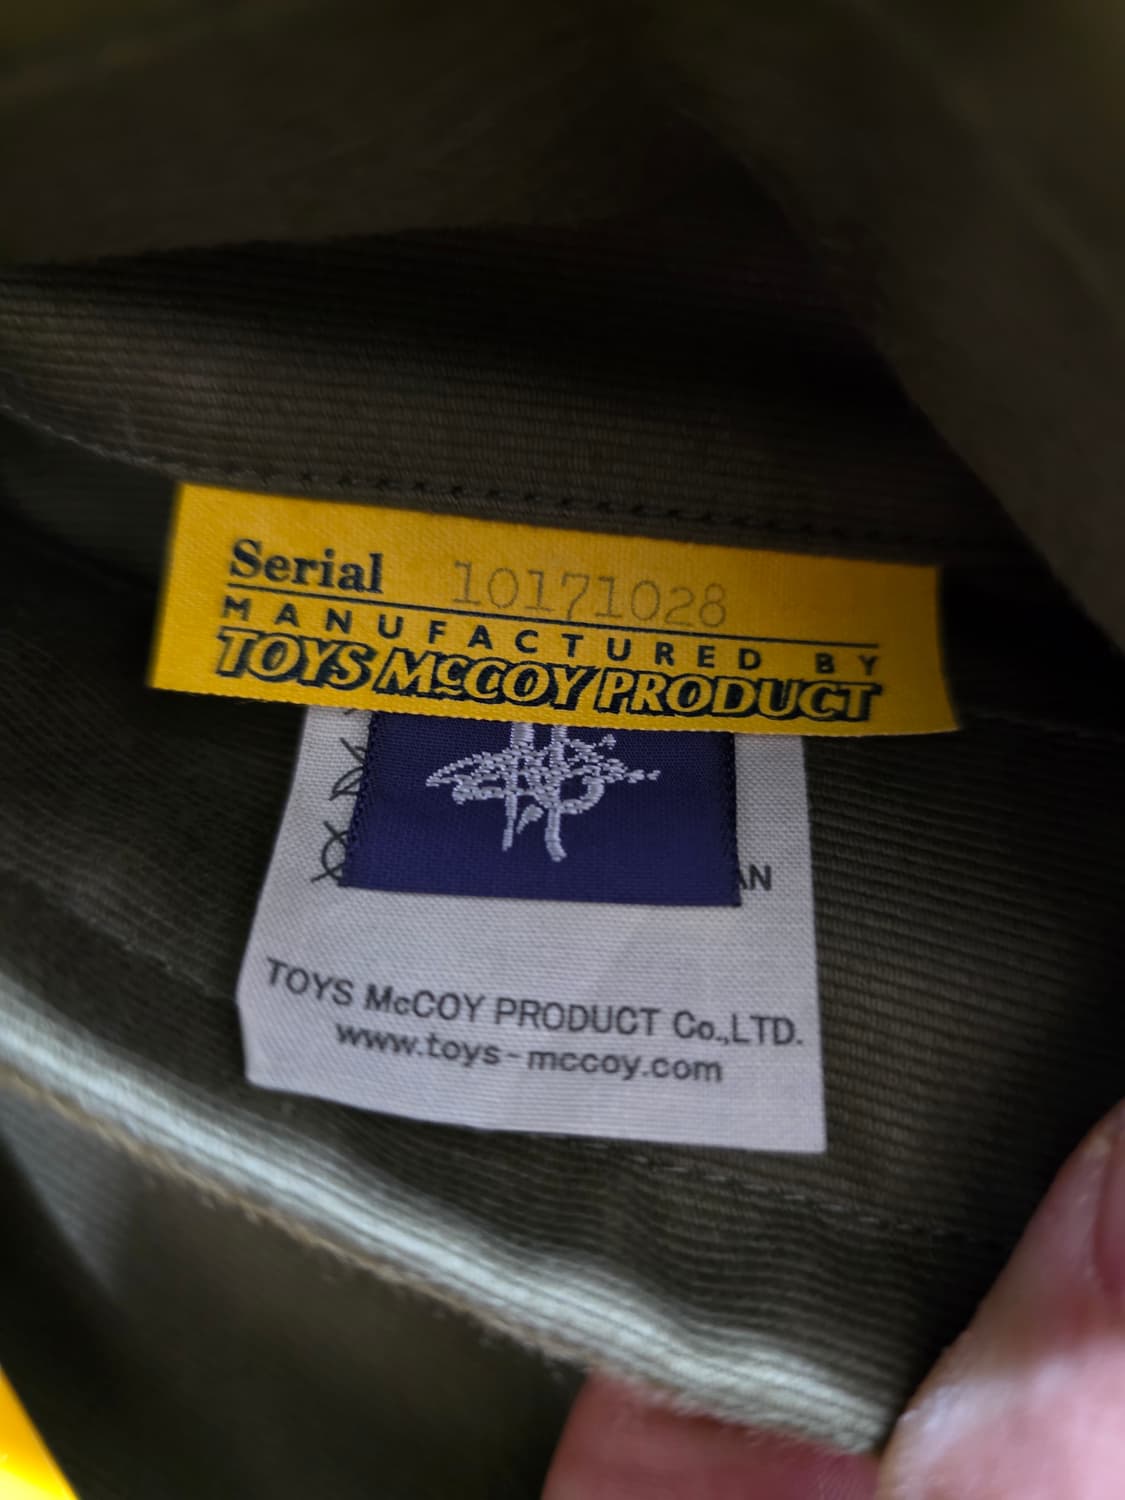 Serial 10171028
MANUFACTURED BY
TOYS McCOY PRODUCT
AN
TOYS McCOY PRODUCT Co.,LTD.
www.toys-mccoy.com